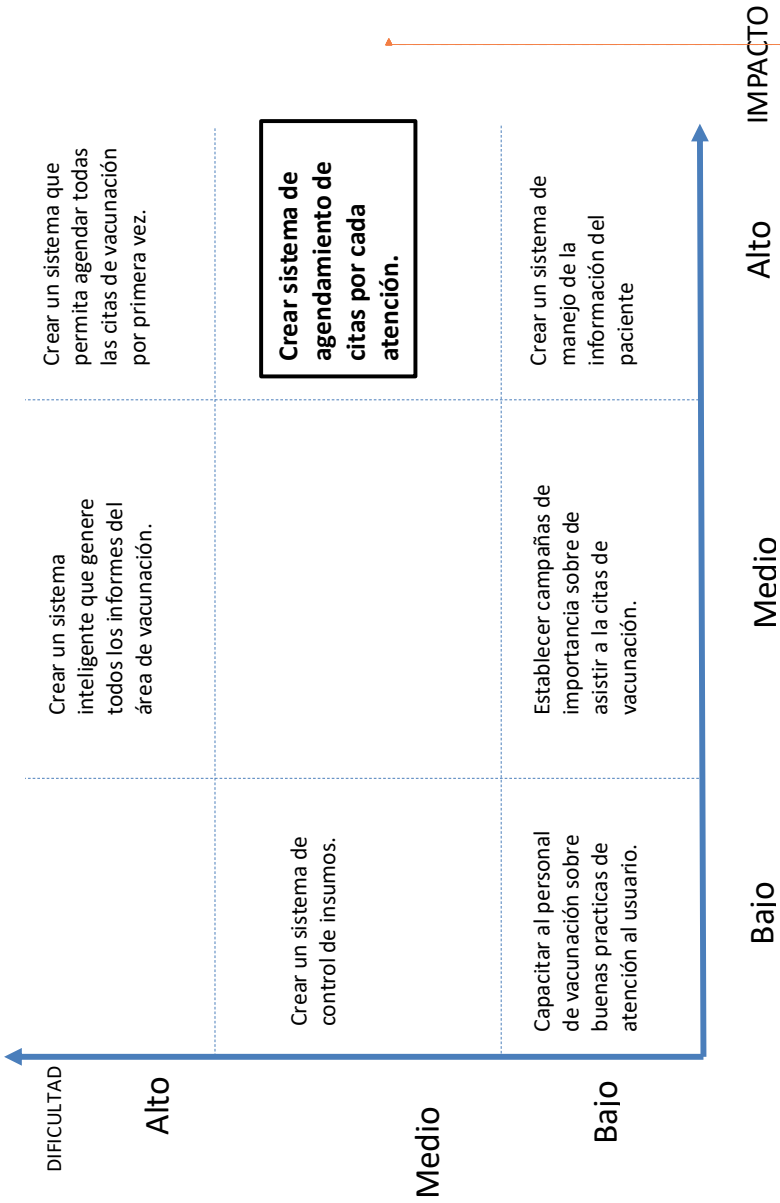 DIFICULTAD
Alto
Crear un sistema
inteligente que genere
todos los informes del
área de vacunación.
Crear un sistema que
permita agendar todas
las citas de vacunación
por primera vez.
Medio
Crear un sistema de
control de insumos.
Crear sistema de
agendamiento de
citas por cada
atención.
Bajo
Capacitar al personal
de vacunación sobre
buenas practicas de
atención al usuario.
Establecer campañas de
importancia sobre de
asistir a la citas de
vacunación.
Crear un sistema de
manejo de la
información del
paciente
Bajo
Medio
Alto
IMPACTO